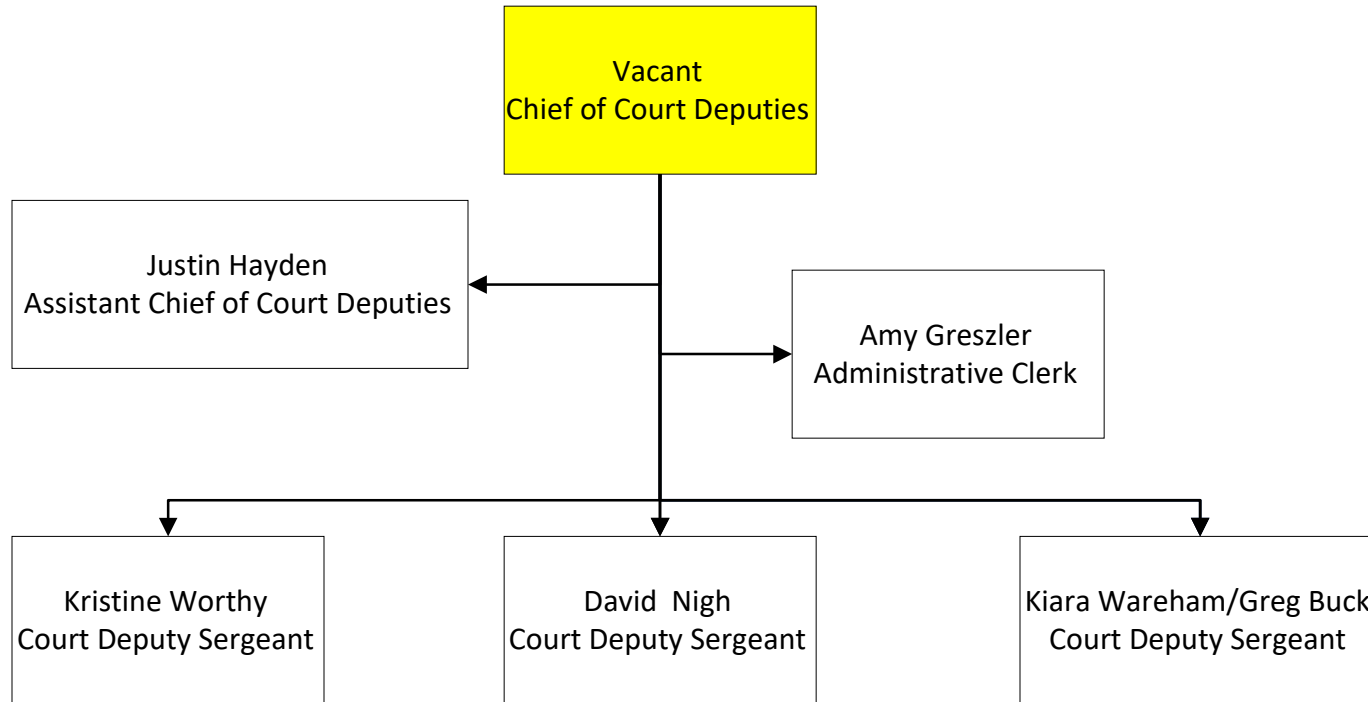 Vacant
Chief of Court Deputies
Justin Hayden
Assistant Chief of Court Deputies
Amy Greszler
Administrative Clerk
Kristine Worthy
Court Deputy Sergeant
David  Nigh
Court Deputy Sergeant
Kiara Wareham/Greg Buck
Court Deputy Sergeant